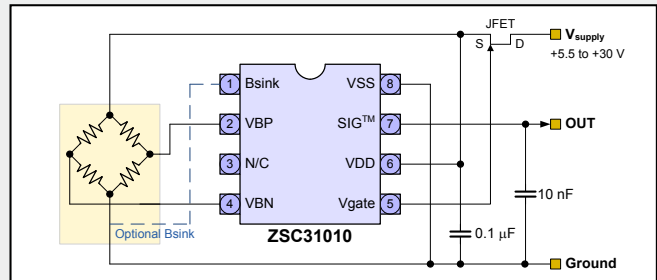 JFET
S
D
Vsupply
+5.5 to +30 V
1
Bsink
VSS
8
2
VBP
SIG™
7
OUT
3
N/C
VDD
6
4
VBN
Vgate
5
10 nF
Optional Bsink
ZSC31010
0.1 µF
Ground